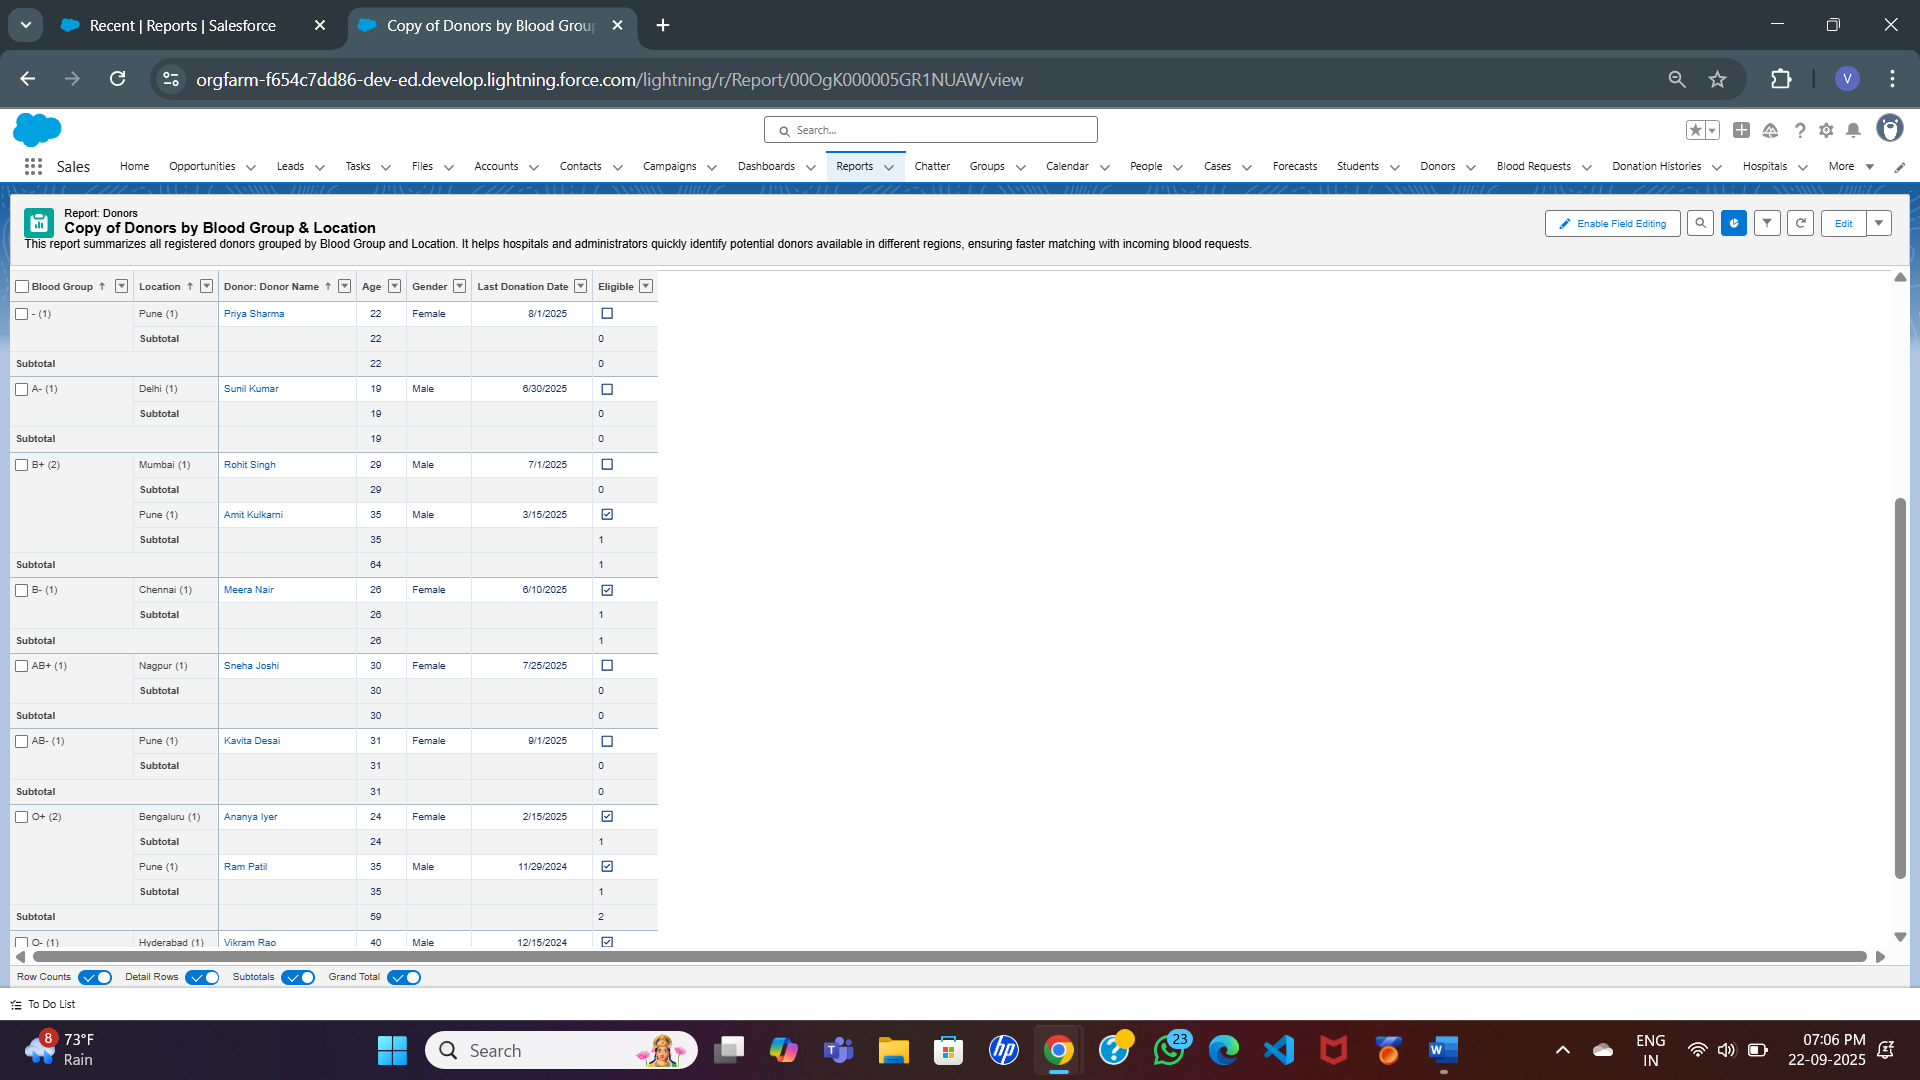 Recent | Reports | Salesforce
Copy of Donors by Blood Grou
orgfarm-f654c7dd86-dev-ed.develop.lightning.force.com/lightning/r/Report/00OgK000005GR1NUAW/view
V
Search...
Sales Home Opportunities Leads Tasks Files Accounts Contacts Campaigns Dashboards Reports Chatter Groups Calendar People Cases Forecasts Students Donors Blood Requests Donation Histories Hospitals More
Report: Donors
Copy of Donors by Blood Group & Location
This report summarizes all registered donors grouped by Blood Group and Location. It helps hospitals and administrators quickly identify potential donors available in different regions, ensuring faster matching with incoming blood requests.
Enable Field Editing Edit
Blood Group ↑ Location ↑ Donor: Donor Name ↑ Age Gender Last Donation Date Eligible
- (1) Pune (1) Priya Sharma 22 Female 8/1/2025
Subtotal 22 0
Subtotal 22 0
A- (1) Delhi (1) Sunil Kumar 19 Male 6/30/2025
Subtotal 19 0
Subtotal 19 0
B+ (2) Mumbai (1) Rohit Singh 29 Male 7/1/2025
Subtotal 29 0
Pune (1) Amit Kulkarni 35 Male 3/15/2025
Subtotal 35 1
Subtotal 64 1
B- (1) Chennai (1) Meera Nair 26 Female 6/10/2025
Subtotal 26 1
Subtotal 26 1
AB+ (1) Nagpur (1) Sneha Joshi 30 Female 7/25/2025
Subtotal 30 0
Subtotal 30 0
AB- (1) Pune (1) Kavita Desai 31 Female 9/1/2025
Subtotal 31 0
Subtotal 31 0
O+ (2) Bengaluru (1) Ananya Iyer 24 Female 2/15/2025
Subtotal 24 1
Pune (1) Ram Patil 35 Male 11/29/2024
Subtotal 35 1
Subtotal 59 2
O- (1) Hyderabad (1) Vikram Rao 40 Male 12/15/2024
Row Counts Detail Rows Subtotals Grand Total
To Do List
8 73°F
Rain
Search
23
ENG
IN
07:06 PM
22-09-2025